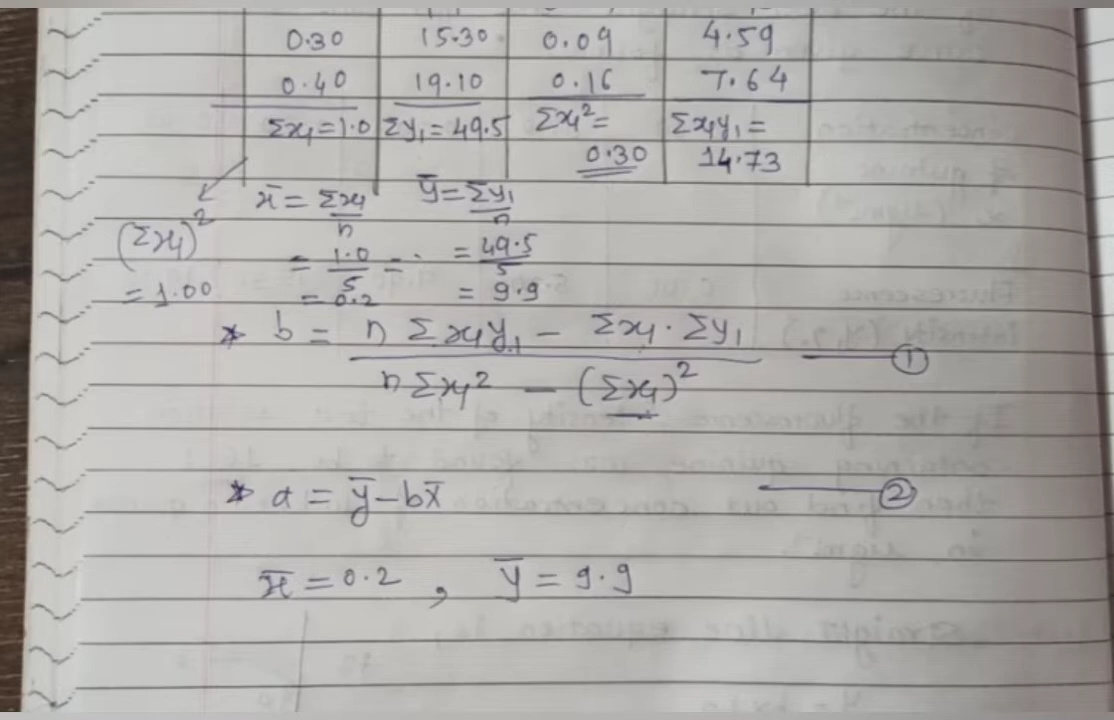 0.30 15.30 0.09 4.59
0.40 19.10 0.16 7.64
Σx₁=1.0 Σy₁=49.5 Σx₁²= Σx₁y₁=
0.30 14.73
x̄ = Σx₁/n ȳ = Σy₁/n
(Σx₁)² = 1.0/5 = = 49.5/5
= 1.00 = 0.2 = 9.9
* b = n Σx₁y₁ − Σx₁ · Σy₁ / n Σx₁² − (Σx₁)² — ①
* a = ȳ − bx̄ — ②
x̄ = 0.2 , ȳ = 9.9